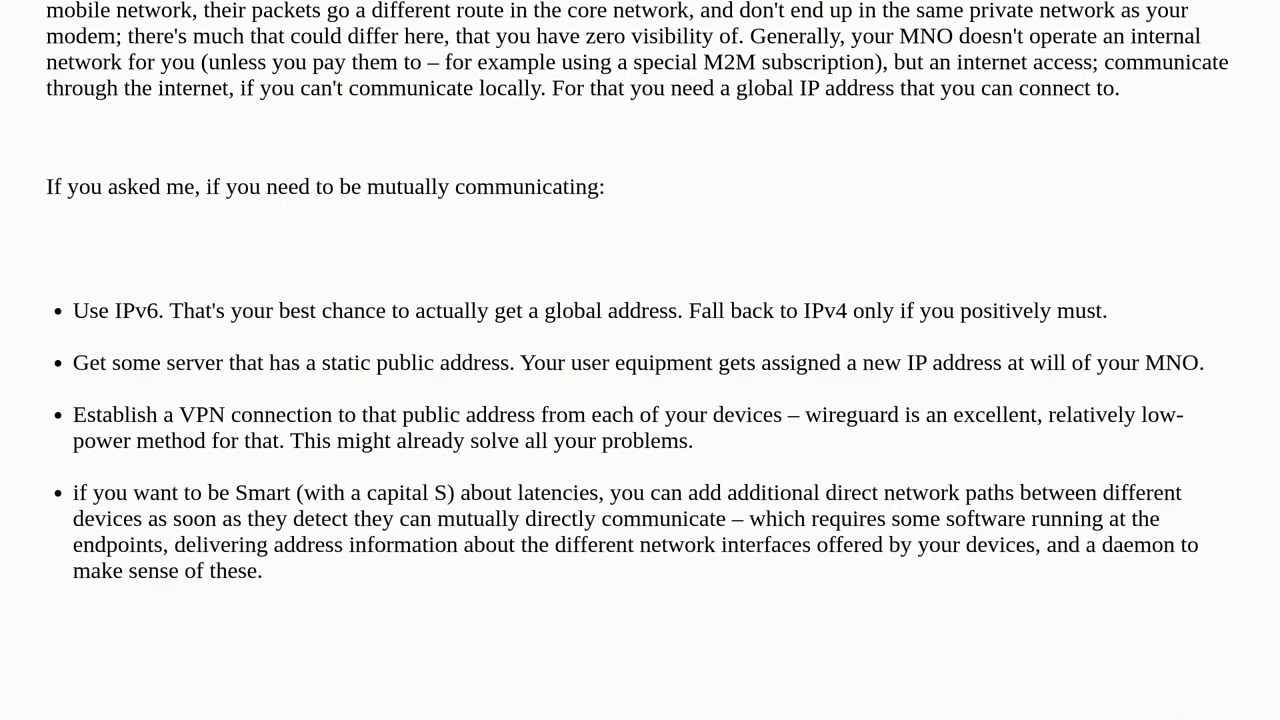 mobile network, their packets go a different route in the core network, and don't end up in the same private network as your
modem; there's much that could differ here, that you have zero visibility of. Generally, your MNO doesn't operate an internal
network for you (unless you pay them to – for example using a special M2M subscription), but an internet access; communicate
through the internet, if you can't communicate locally. For that you need a global IP address that you can connect to.
If you asked me, if you need to be mutually communicating:
• Use IPv6. That's your best chance to actually get a global address. Fall back to IPv4 only if you positively must.
• Get some server that has a static public address. Your user equipment gets assigned a new IP address at will of your MNO.
• Establish a VPN connection to that public address from each of your devices – wireguard is an excellent, relatively low-
power method for that. This might already solve all your problems.
• if you want to be Smart (with a capital S) about latencies, you can add additional direct network paths between different
devices as soon as they detect they can mutually directly communicate – which requires some software running at the
endpoints, delivering address information about the different network interfaces offered by your devices, and a daemon to
make sense of these.